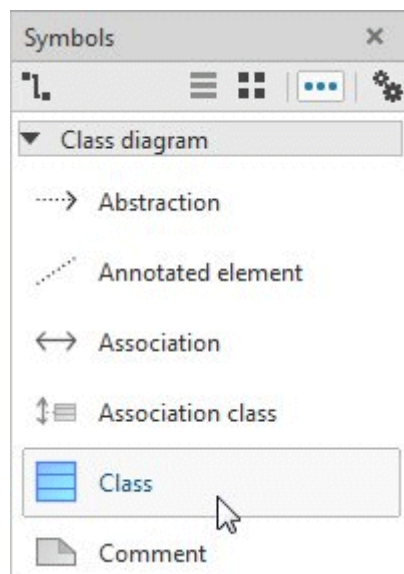 Symbols
Class diagram
Abstraction
Annotated element
Association
Association class
Class
Comment